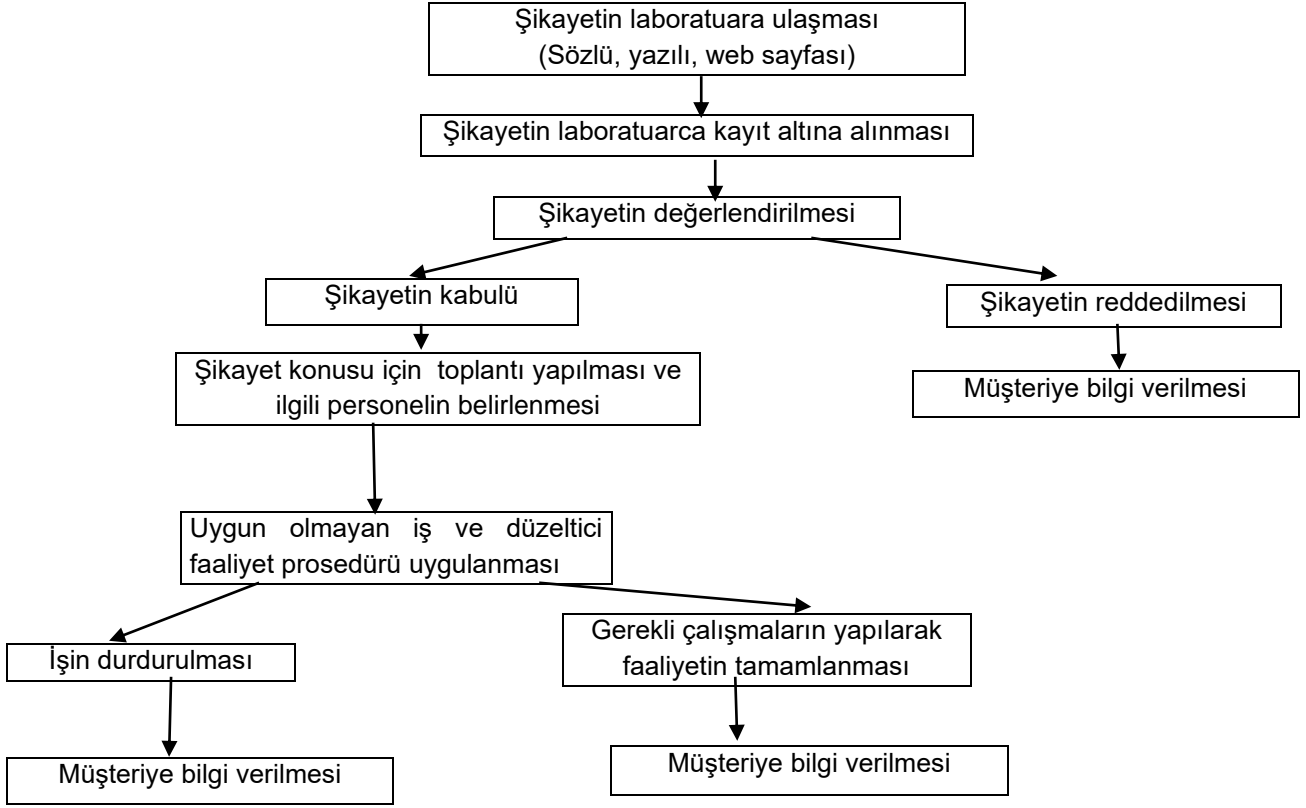 Şikayetin laboratuara ulaşması
(Sözlü, yazılı, web sayfası)
Şikayetin laboratuarca kayıt altına alınması
Şikayetin değerlendirilmesi
Şikayetin kabulü
Şikayetin reddedilmesi
Şikayet konusu için toplantı yapılması ve
ilgili personelin belirlenmesi
Müşteriye bilgi verilmesi
Uygun olmayan iş ve düzeltici
faaliyet prosedürü uygulanması
İşin durdurulması
Gerekli çalışmaların yapılarak
faaliyetin tamamlanması
Müşteriye bilgi verilmesi
Müşteriye bilgi verilmesi